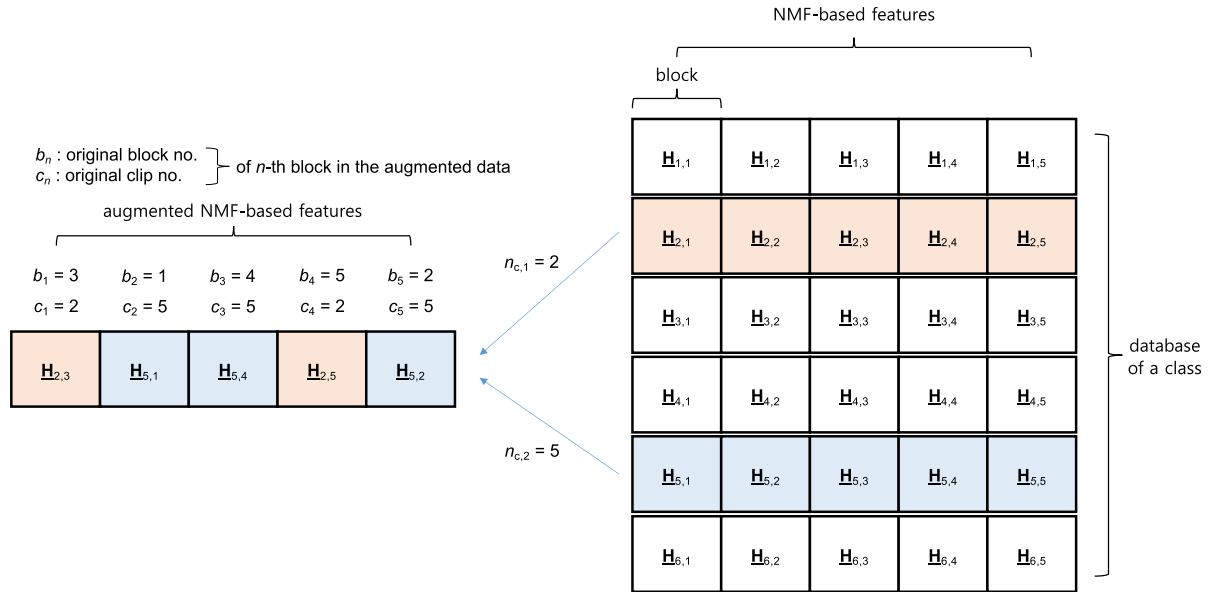 NMF-based features
block
b_n : original block no.
c_n : original clip no.
of n-th block in the augmented data
augmented NMF-based features
b_1 = 3 b_2 = 1 b_3 = 4 b_4 = 5 b_5 = 2
c_1 = 2 c_2 = 5 c_3 = 5 c_4 = 2 c_5 = 5
H_2,3 H_5,1 H_5,4 H_2,5 H_5,2
n_c,1 = 2
n_c,2 = 5
H_1,1 H_1,2 H_1,3 H_1,4 H_1,5
H_2,1 H_2,2 H_2,3 H_2,4 H_2,5
H_3,1 H_3,2 H_3,3 H_3,4 H_3,5
H_4,1 H_4,2 H_4,3 H_4,4 H_4,5
H_5,1 H_5,2 H_5,3 H_5,4 H_5,5
H_6,1 H_6,2 H_6,3 H_6,4 H_6,5
database
of a class